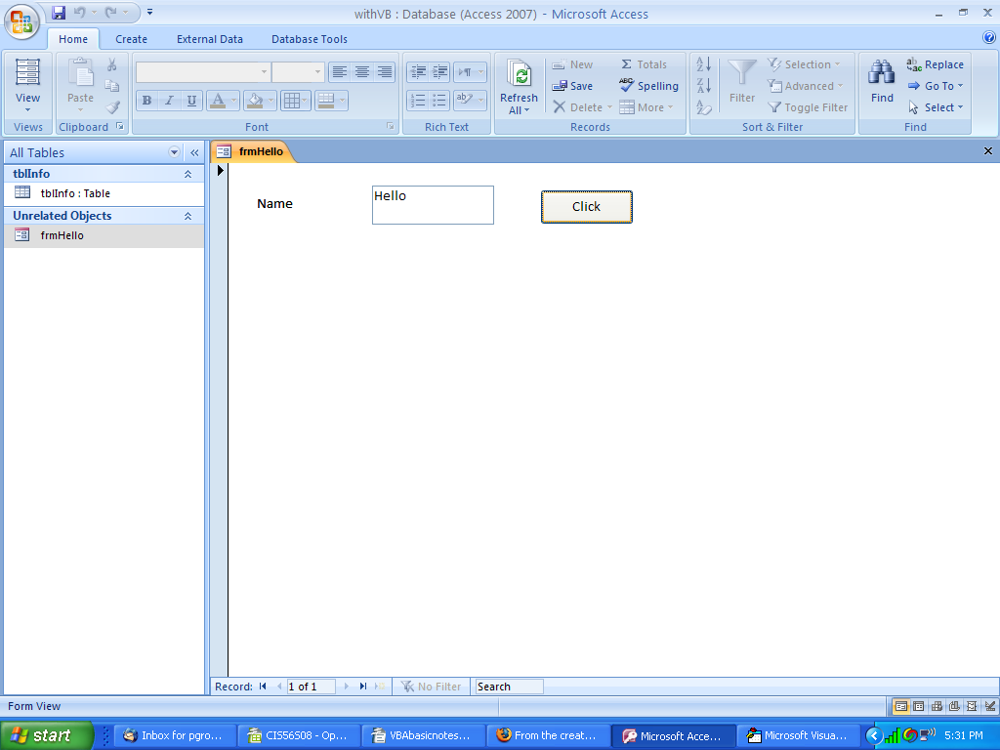 withVB : Database (Access 2007) - Microsoft Access
Home Create External Data Database Tools
View Paste B I U A Refresh All New Save Delete Totals Spelling More Filter Selection Advanced Toggle Filter Find Replace Go To Select
Views Clipboard Font Rich Text Records Sort & Filter Find
All Tables
tblInfo
tblInfo : Table
Unrelated Objects
frmHello
frmHello
Name Hello Click
Record: 1 of 1 No Filter Search
Form View
start Inbox for pgro... CIS56S08 - Op... VBAbasicnotes... From the creat... Microsoft Acce... Microsoft Visua... 5:31 PM